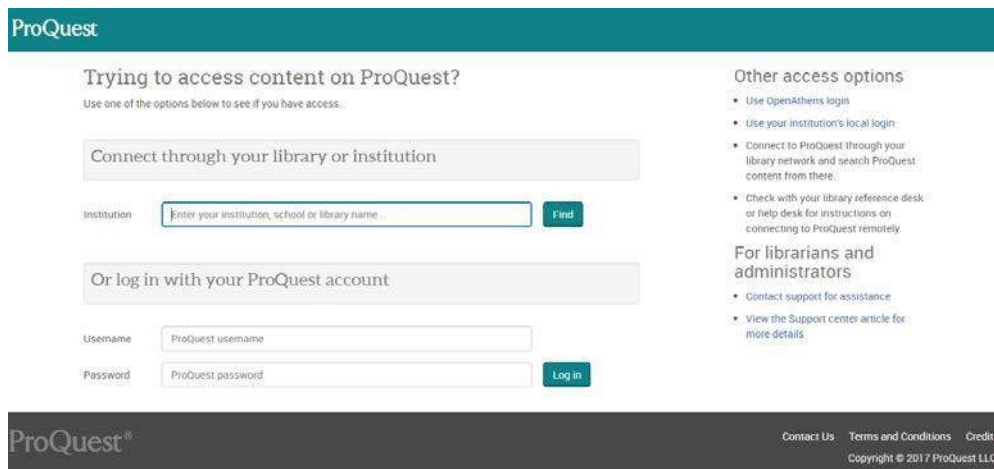 ProQuest
Trying to access content on ProQuest?
Use one of the options below to see if you have access.
Connect through your library or institution
Institution
Enter your institution, school or library name...
Find
Or log in with your ProQuest account
Username
ProQuest username
Password
ProQuest password
Log in
Other access options
Use OpenAthens login
Use your institution's local login
Connect to ProQuest through your
library network and search ProQuest
content from there.
Check with your library reference desk
or help desk for instructions on
connecting to ProQuest remotely
For librarians and
administrators
Contact support for assistance
View the Support center article for
more details
ProQuest®
Contact Us Terms and Conditions Credit
Copyright © 2017 ProQuest LLC